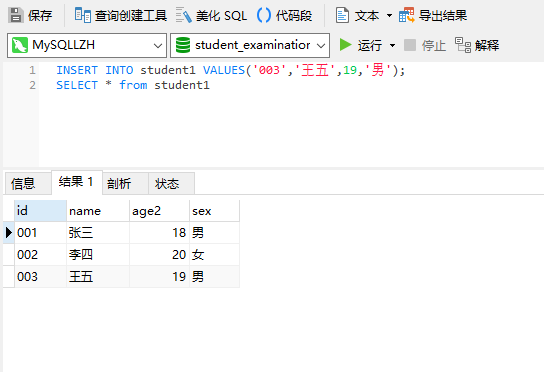 保存 查询创建工具 美化 SQL () 代码段 文本 导出结果
MySQLLZH student_examination 运行 停止 解释
1 INSERT INTO student1 VALUES('003','王五',19,'男');
2 SELECT * from student1
信息 结果 1 剖析 状态
id name age2 sex
001 张三 18 男
002 李四 20 女
003 王五 19 男